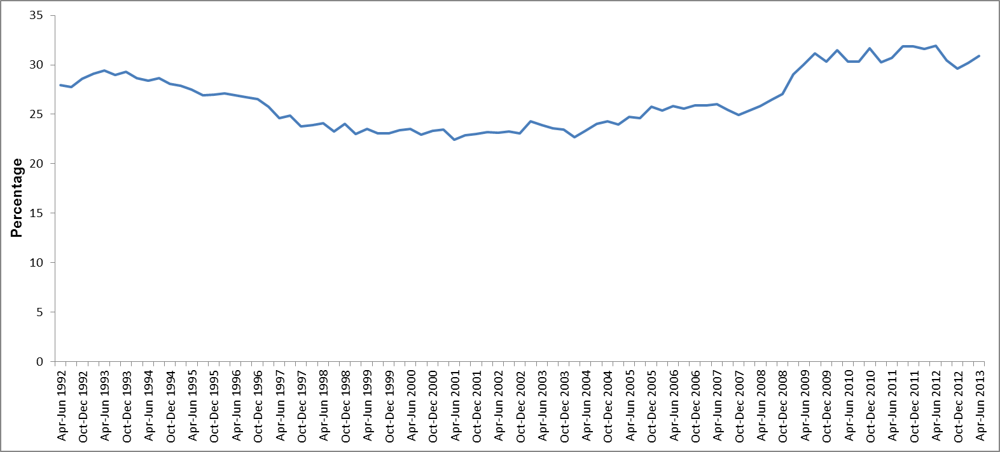 35
30
25
20
15
10
5
0
Percentage
Apr-Jun 1992
Oct-Dec 1992
Apr-Jun 1993
Oct-Dec 1993
Apr-Jun 1994
Oct-Dec 1994
Apr-Jun 1995
Oct-Dec 1995
Apr-Jun 1996
Oct-Dec 1996
Apr-Jun 1997
Oct-Dec 1997
Apr-Jun 1998
Oct-Dec 1998
Apr-Jun 1999
Oct-Dec 1999
Apr-Jun 2000
Oct-Dec 2000
Apr-Jun 2001
Oct-Dec 2001
Apr-Jun 2002
Oct-Dec 2002
Apr-Jun 2003
Oct-Dec 2003
Apr-Jun 2004
Oct-Dec 2004
Apr-Jun 2005
Oct-Dec 2005
Apr-Jun 2006
Oct-Dec 2006
Apr-Jun 2007
Oct-Dec 2007
Apr-Jun 2008
Oct-Dec 2008
Apr-Jun 2009
Oct-Dec 2009
Apr-Jun 2010
Oct-Dec 2010
Apr-Jun 2011
Oct-Dec 2011
Apr-Jun 2012
Oct-Dec 2012
Apr-Jun 2013